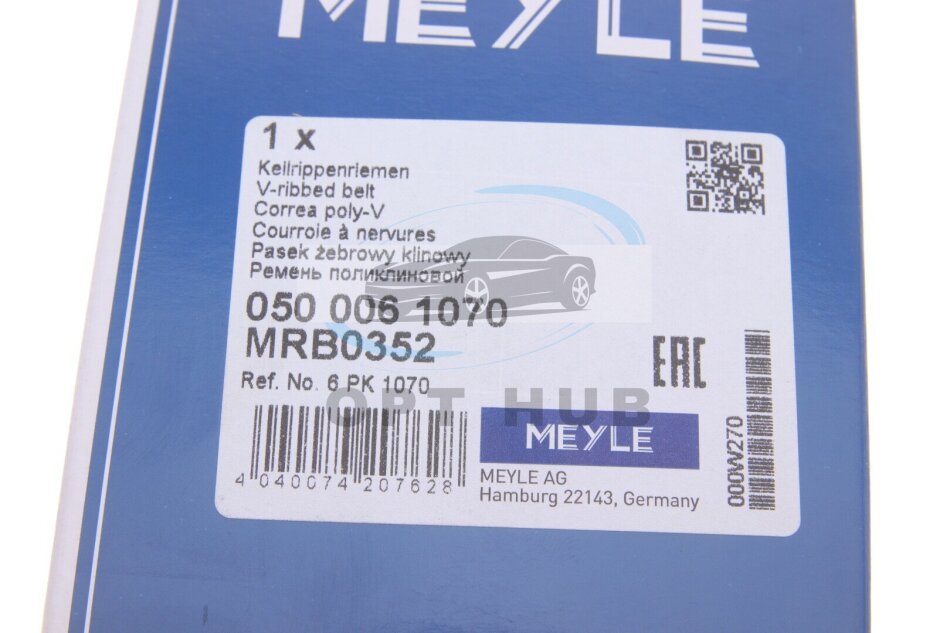 MEYLE
1 x
Keilrippenriemen
V-ribbed belt
Correa poly-V
Courroie à nervures
Pasek żebrowy klinowy
Ремень поликлиновой
050 006 1070
MRB0352
Ref. No. 6 PK 1070
EAC
OPT HUB
MEYLE
4 040074 207628
MEYLE AG
Hamburg 22143, Germany
000W270